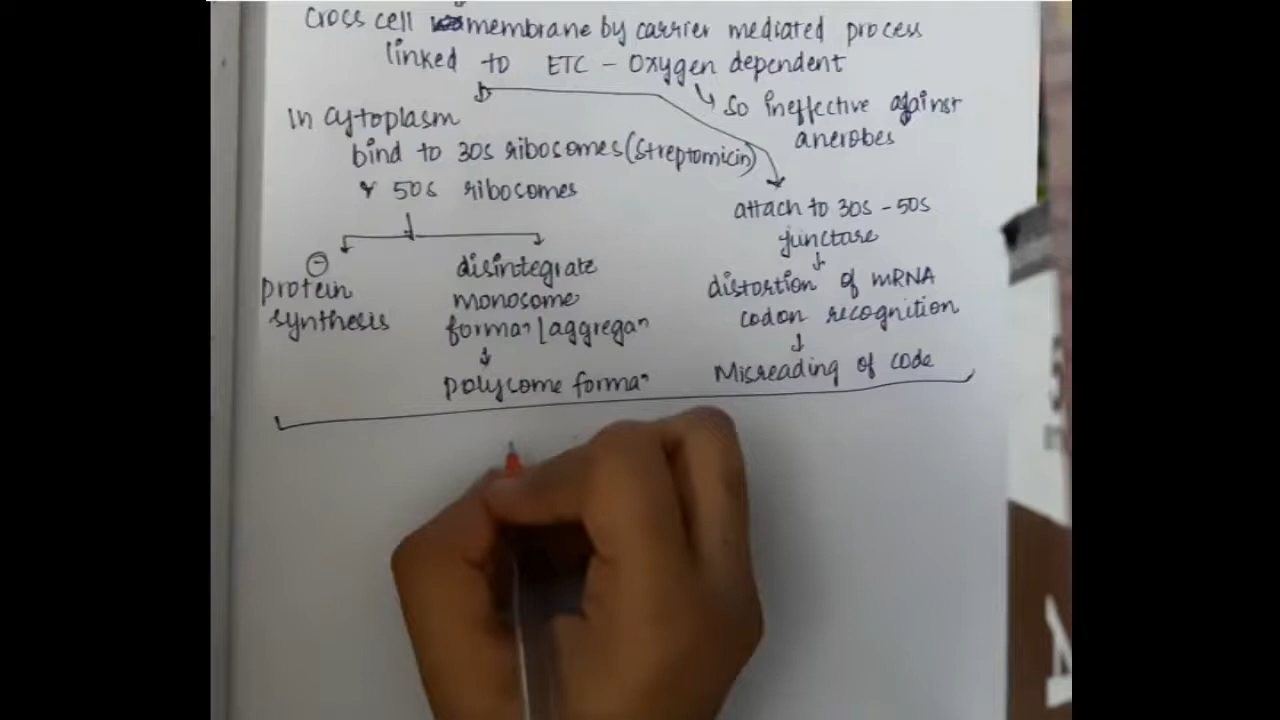 cross cell membrane by carrier mediated process
linked to ETC - Oxygen dependent
so ineffective against
anerobes
In cytoplasm
bind to 30s ribosomes (streptomicin)
& 50s ribosomes
attach to 30s - 50s
juncture
distortion of mRNA
codon recognition
Misreading of code
⊖
protein
synthesis
disintegrate
monosome
forman / aggregan
polycome forman